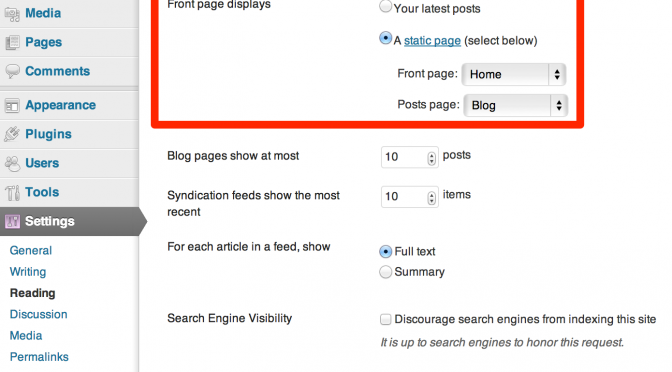 Media
Pages
Comments
Appearance
Plugins
Users
Tools
Settings
General
Writing
Reading
Discussion
Media
Permalinks
Front page displays
Your latest posts
A static page (select below)
Front page: Home
Posts page: Blog
Blog pages show at most 10 posts
Syndication feeds show the most
recent
10 items
For each article in a feed, show
Full text
Summary
Search Engine Visibility
Discourage search engines from indexing this site
It is up to search engines to honor this request.